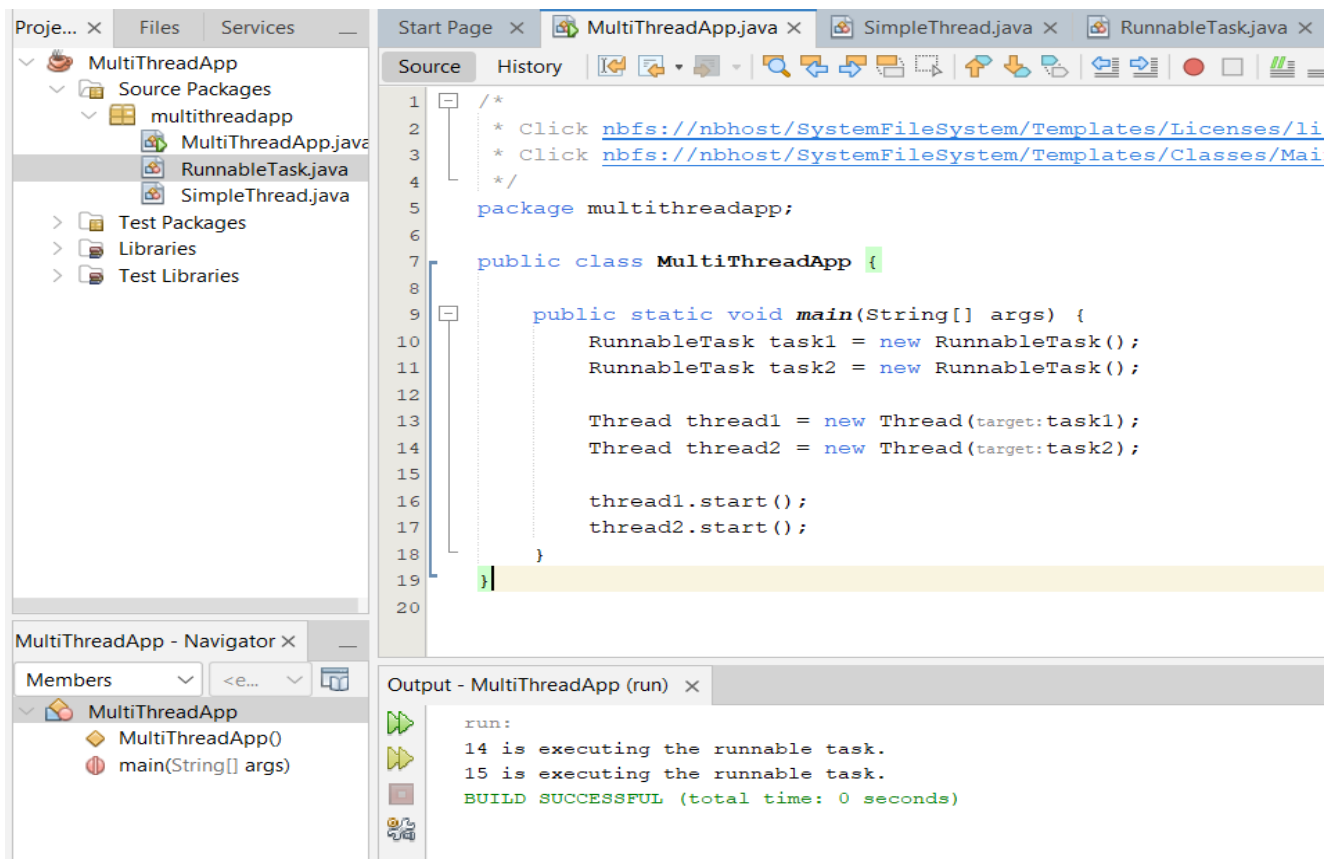 Proje... × Files Services
MultiThreadApp
Source Packages
multithreadapp
MultiThreadApp.java
RunnableTask.java
SimpleThread.java
Test Packages
Libraries
Test Libraries
MultiThreadApp - Navigator ×
Members <e...
MultiThreadApp
MultiThreadApp()
main(String[] args)
Start Page × MultiThreadApp.java × SimpleThread.java × RunnableTask.java ×
Source History
1 /*
2 * Click nbfs://nbhost/SystemFileSystem/Templates/Licenses/li
3 * Click nbfs://nbhost/SystemFileSystem/Templates/Classes/Mai
4 */
5 package multithreadapp;
6
7 public class MultiThreadApp {
8
9 public static void main(String[] args) {
10 RunnableTask task1 = new RunnableTask();
11 RunnableTask task2 = new RunnableTask();
12
13 Thread thread1 = new Thread(target:task1);
14 Thread thread2 = new Thread(target:task2);
15
16 thread1.start();
17 thread2.start();
18 }
19 }
20
Output - MultiThreadApp (run) ×
run:
14 is executing the runnable task.
15 is executing the runnable task.
BUILD SUCCESSFUL (total time: 0 seconds)